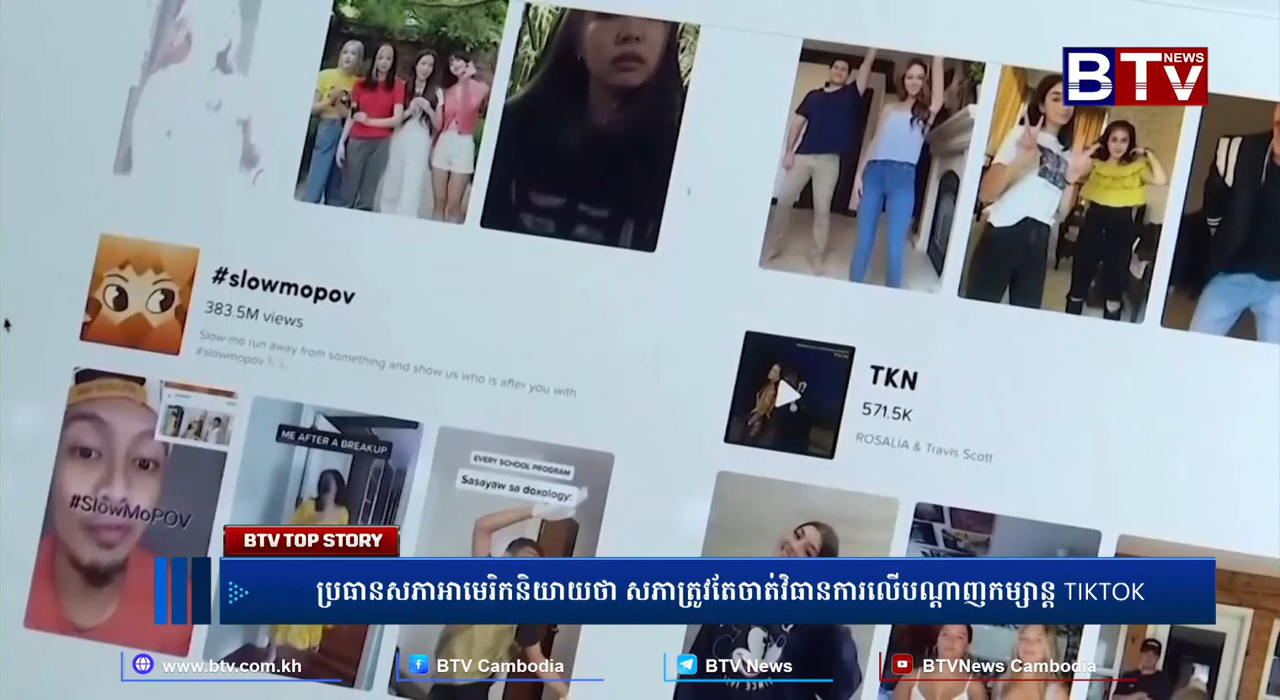 BTV NEWS
#slowmopov
383.5M views
Slow-mo run away from something and show us who is after you with
#slowmopov
TKN
571.5K
ROSALÍA & Travis Scott
#SlowMoPOV
ME AFTER A BREAKUP
EVERY SCHOOL PROGRAM
Sasayaw sa doxology:
BTV TOP STORY
ប្រធានសភាអាមេរិកនិយាយថា សភាត្រូវតែចាត់វិធានការលើបណ្តាញកម្សាន្ត TIKTOK
www.btv.com.kh
BTV Cambodia
BTV News
BTVNews Cambodia